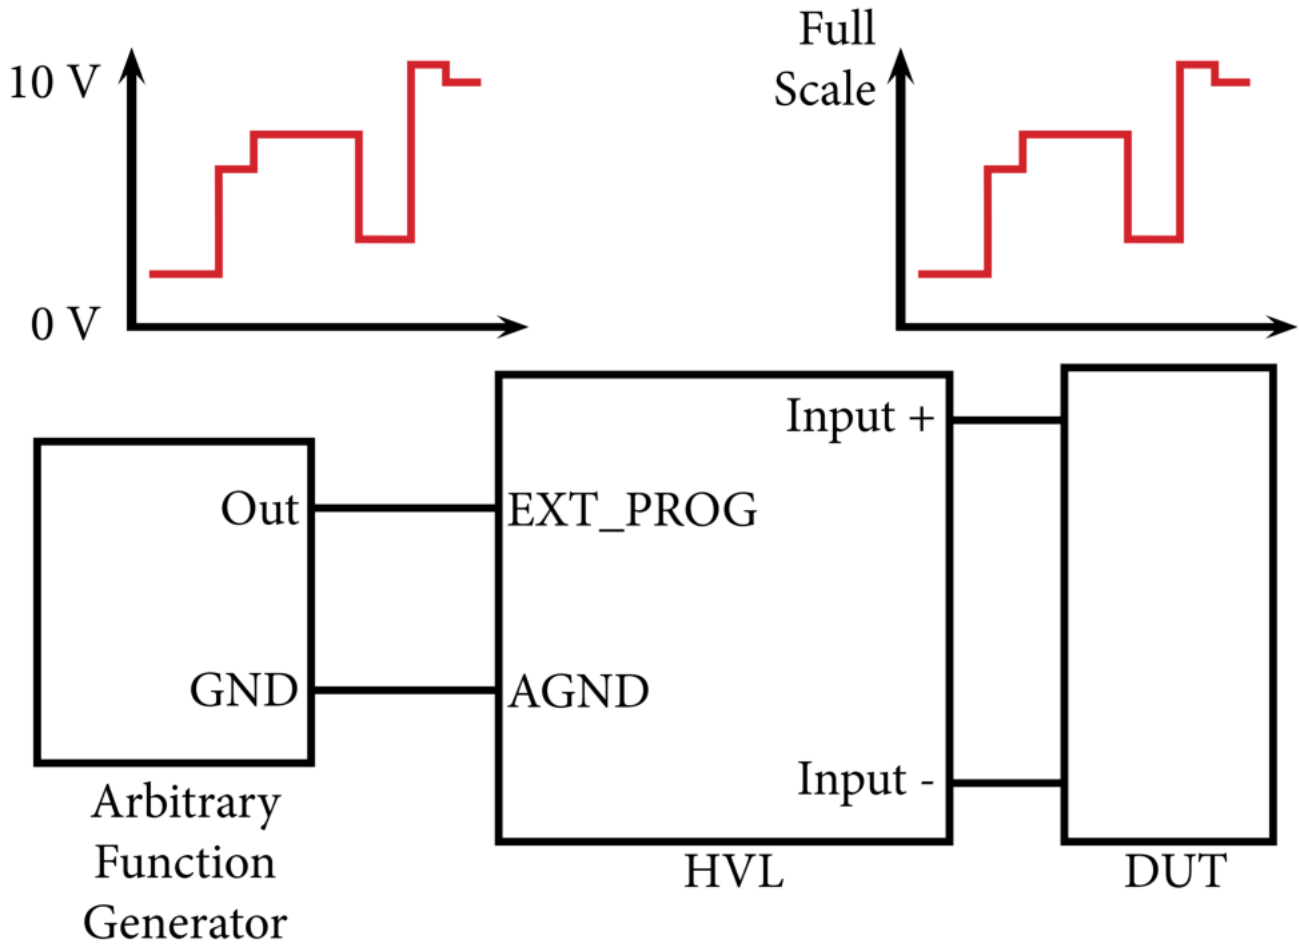 10 V
0 V
Full
Scale
Out
GND
Arbitrary
Function
Generator
EXT_PROG
AGND
Input +
Input -
HVL
DUT